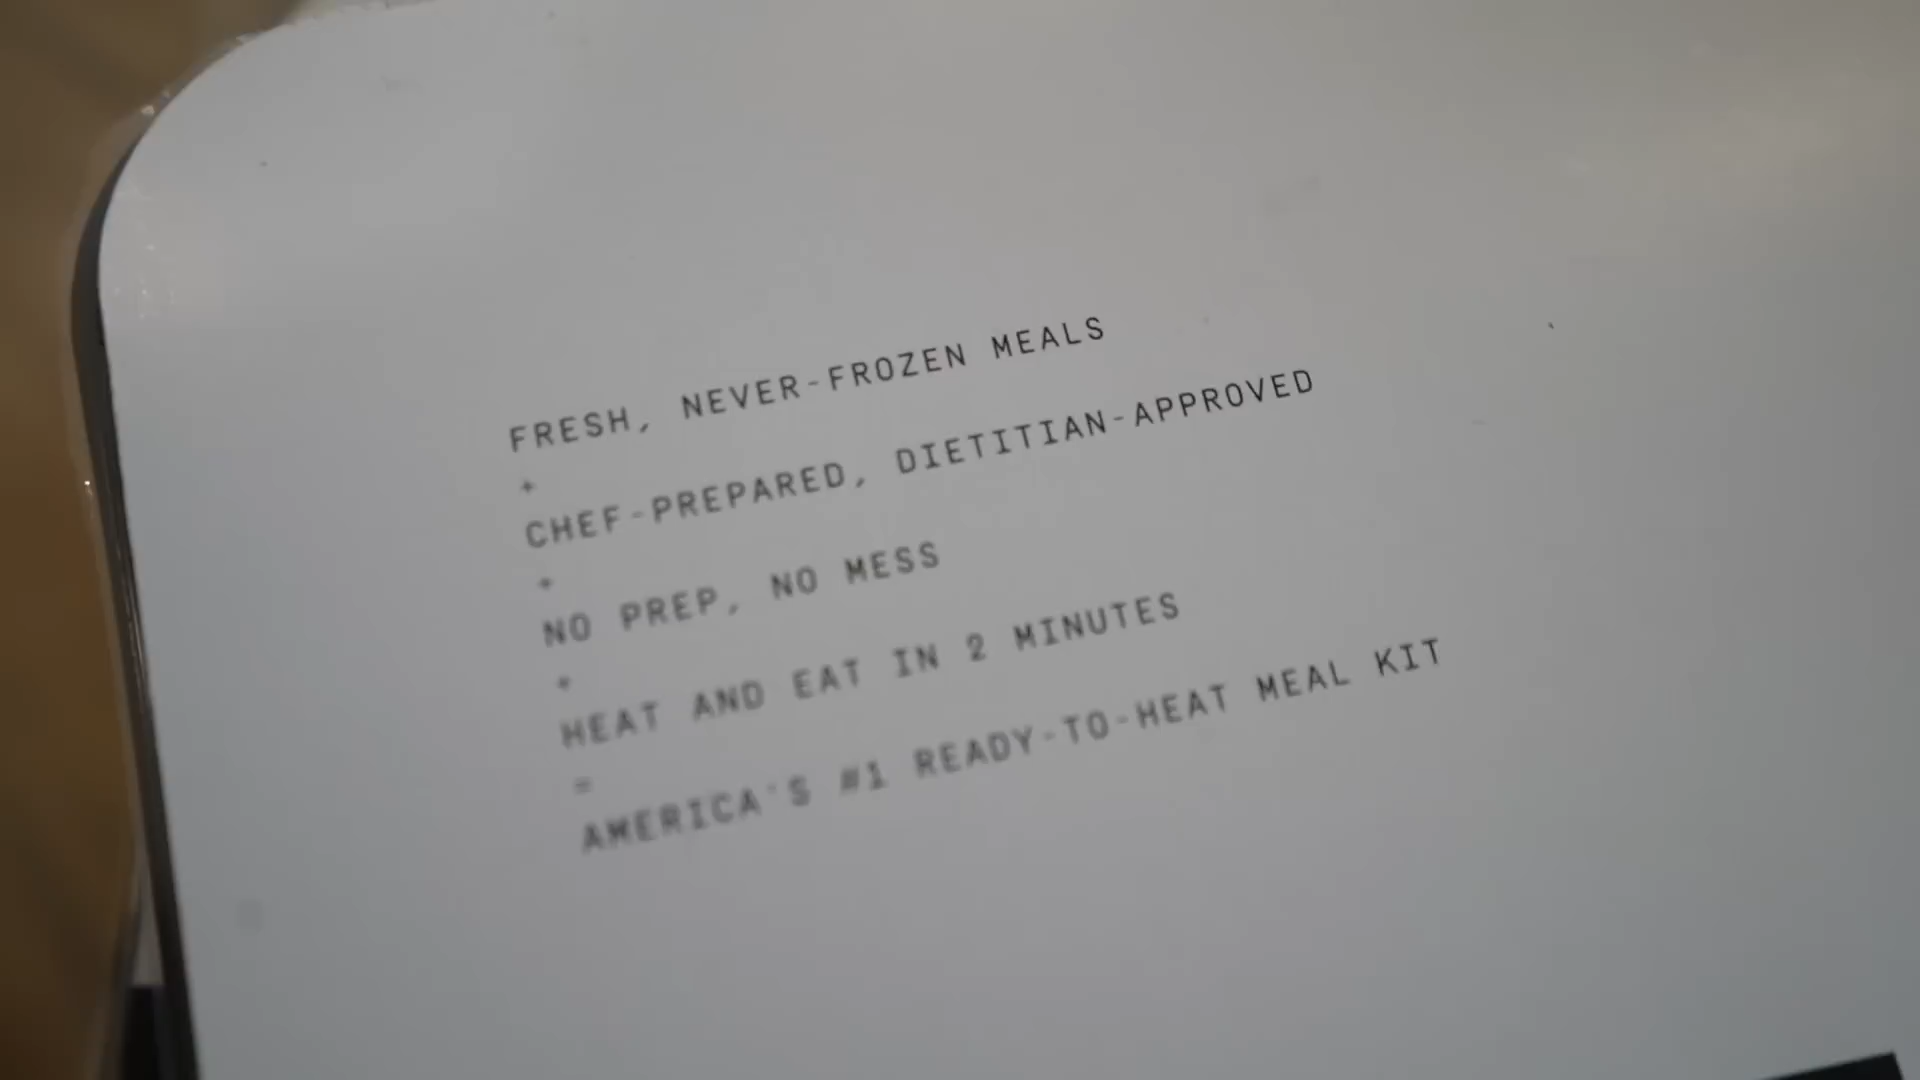 FRESH, NEVER-FROZEN MEALS
+
CHEF-PREPARED, DIETITIAN-APPROVED
+
NO PREP, NO MESS
+
HEAT AND EAT IN 2 MINUTES
=
AMERICA'S #1 READY-TO-HEAT MEAL KIT